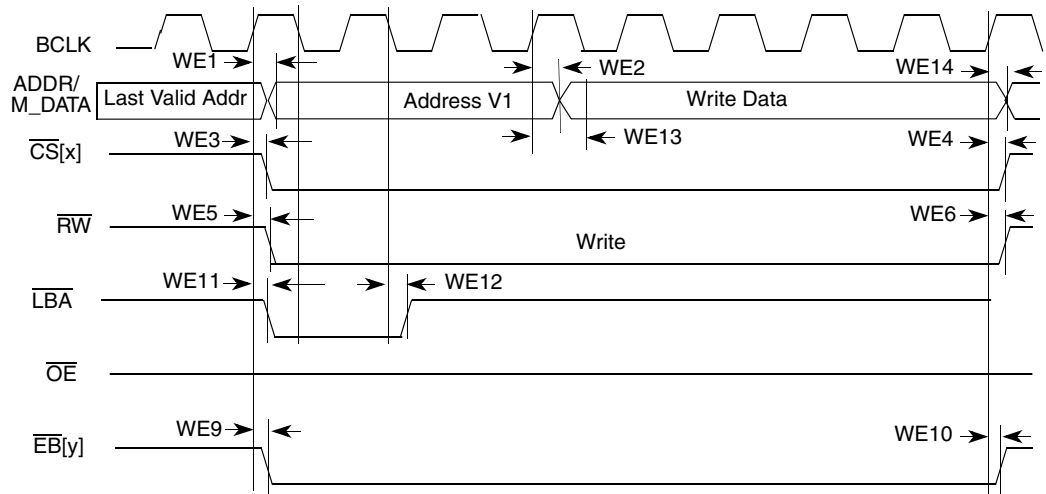 BCLK
WE1
WE2
WE14
ADDR/
M_DATA
Last Valid Addr
Address V1
Write Data
WE3
WE13
WE4
CS[x]
WE5
WE6
RW
Write
WE11
WE12
LBA
OE
WE9
WE10
EB[y]